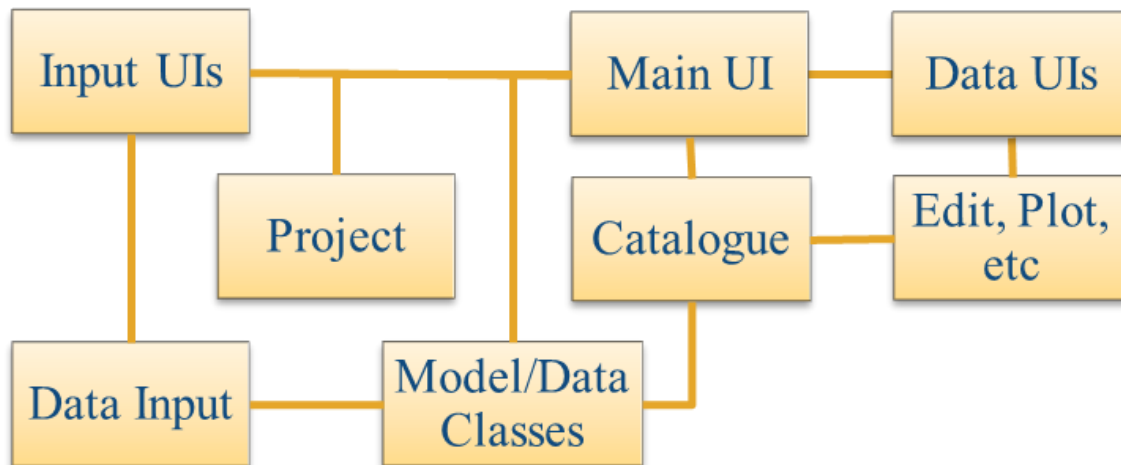 Input UIs
Main UI
Data UIs
Project
Catalogue
Edit, Plot,
etc
Data Input
Model/Data
Classes